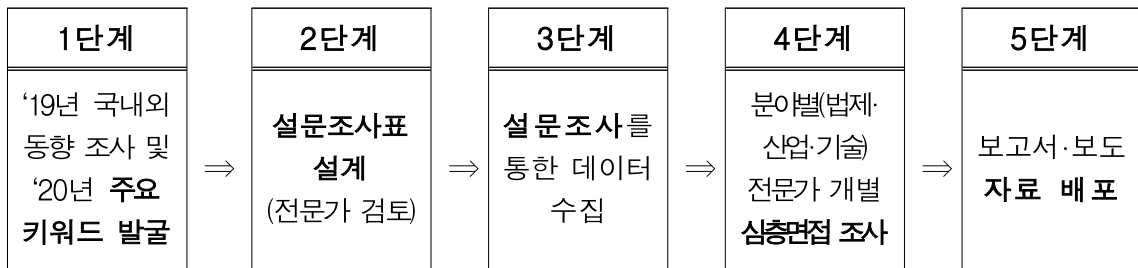 1단계
‘19년 국내외
동향 조사 및
‘20년 주요
키워드 발굴
⇒
2단계
설문조사표
설계
(전문가 검토)
⇒
3단계
설문조사를
통한 데이터
수집
⇒
4단계
분야별(법제·
산업·기술)
전문가 개별
심층면접 조사
⇒
5단계
보고서·보도
자료 배포